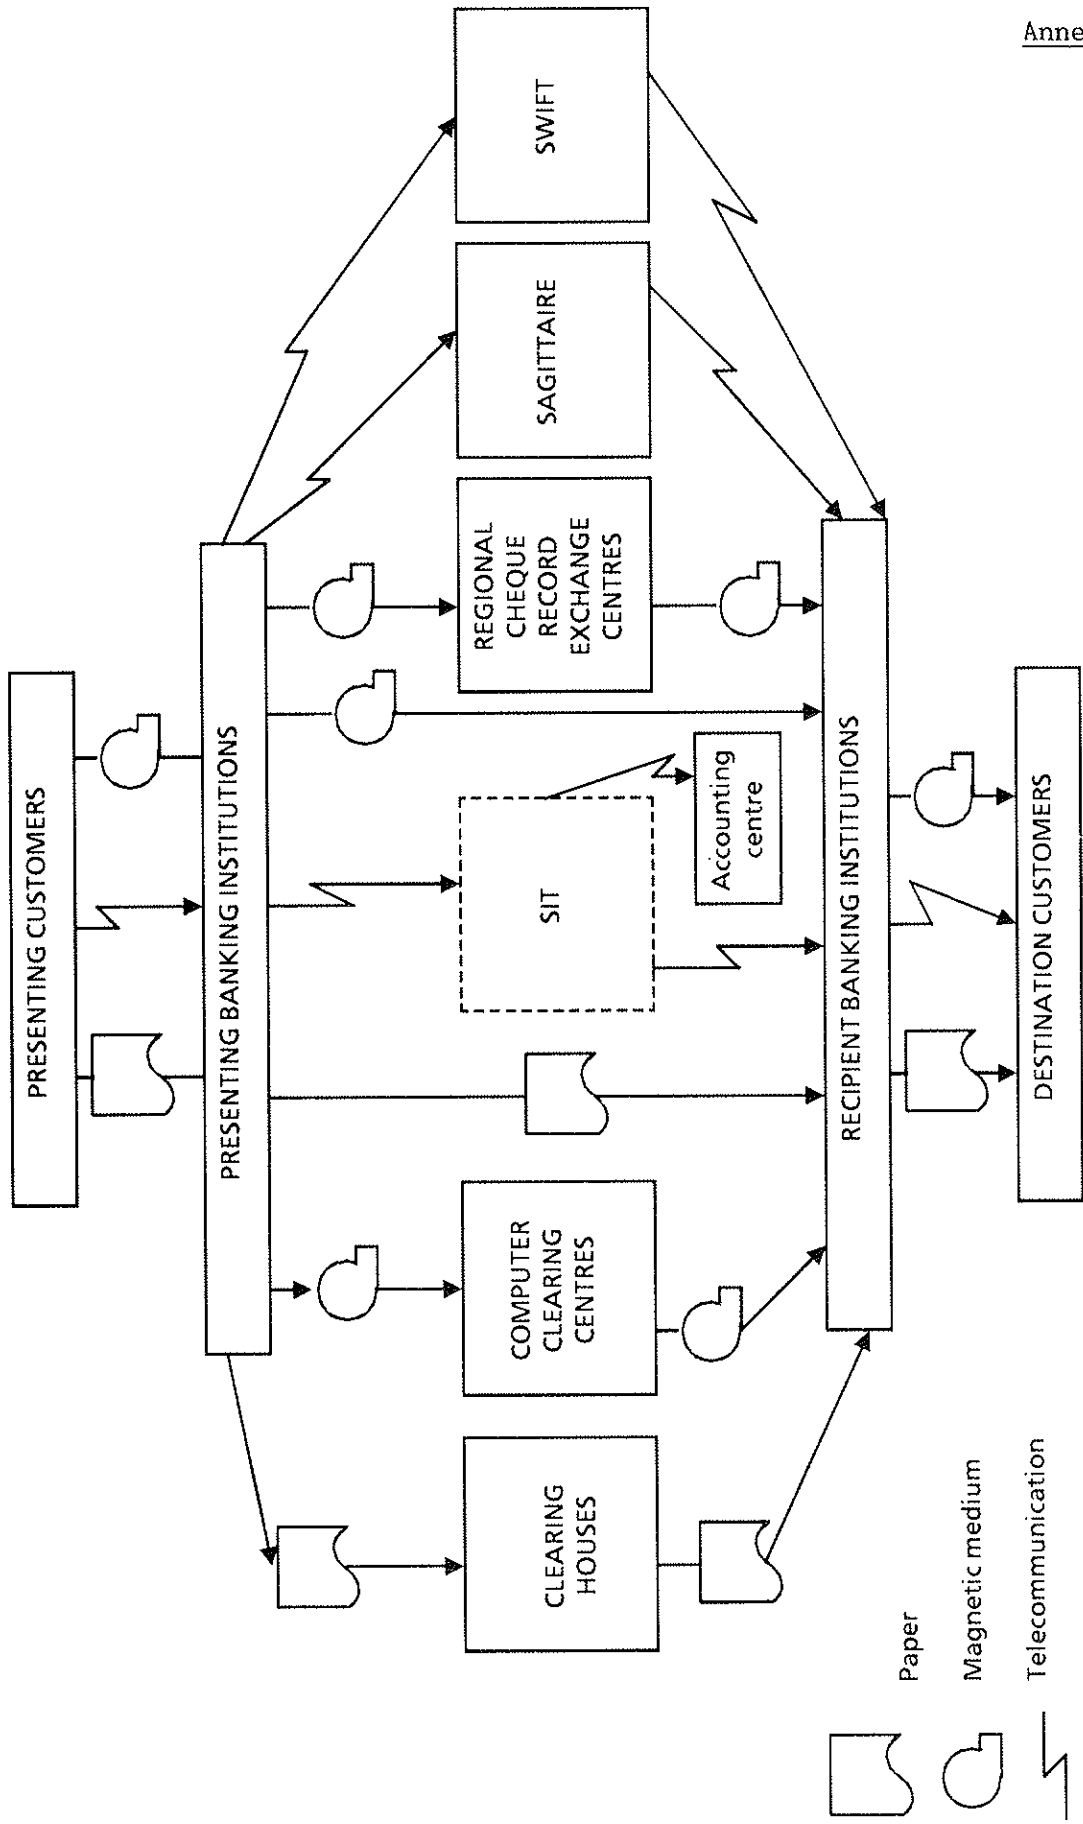 Anne
PRESENTING CUSTOMERS
PRESENTING BANKING INSTITUTIONS
CLEARING
HOUSES
COMPUTER
CLEARING
CENTRES
SIT
Accounting
centre
REGIONAL
CHEQUE
RECORD
EXCHANGE
CENTRES
SAGITTAIRE
SWIFT
RECIPIENT BANKING INSTITUTIONS
DESTINATION CUSTOMERS
Paper
Magnetic medium
Telecommunication